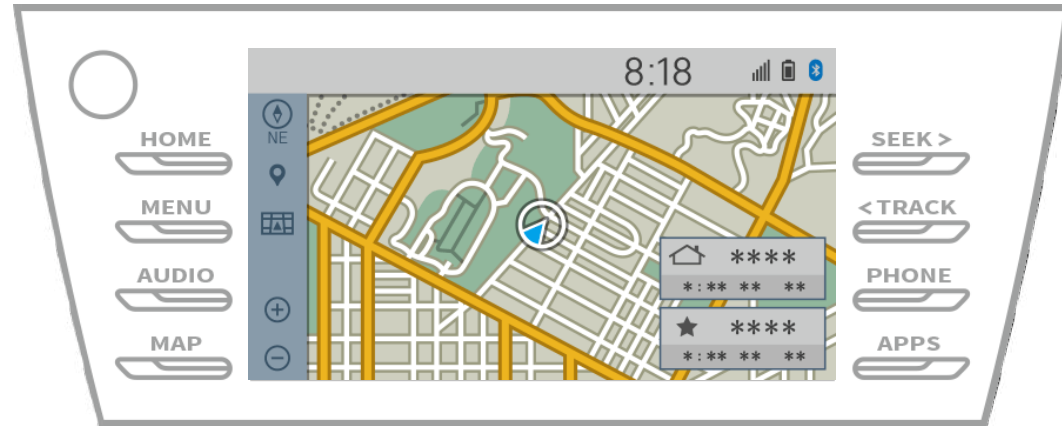 8:18
NE
HOME
MENU
AUDIO
MAP
SEEK >
< TRACK
PHONE
APPS
****
*:** ** **
****
*:** ** **